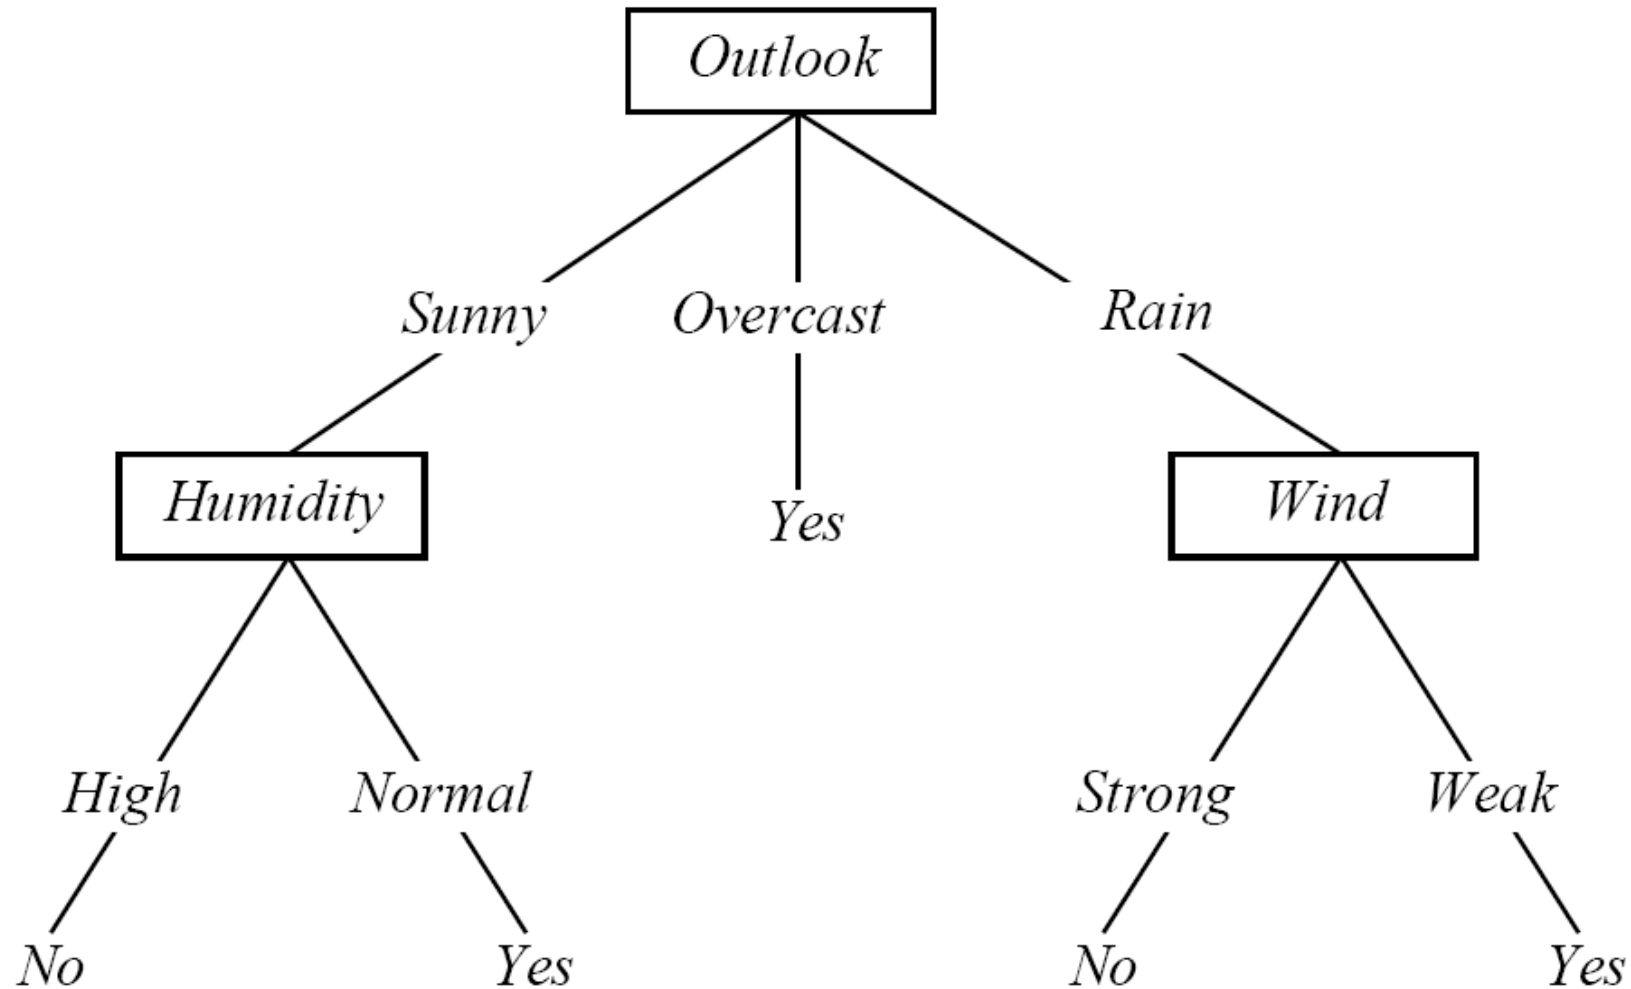 Outlook
Sunny Overcast Rain
Humidity Yes Wind
High Normal Strong Weak
No Yes No Yes